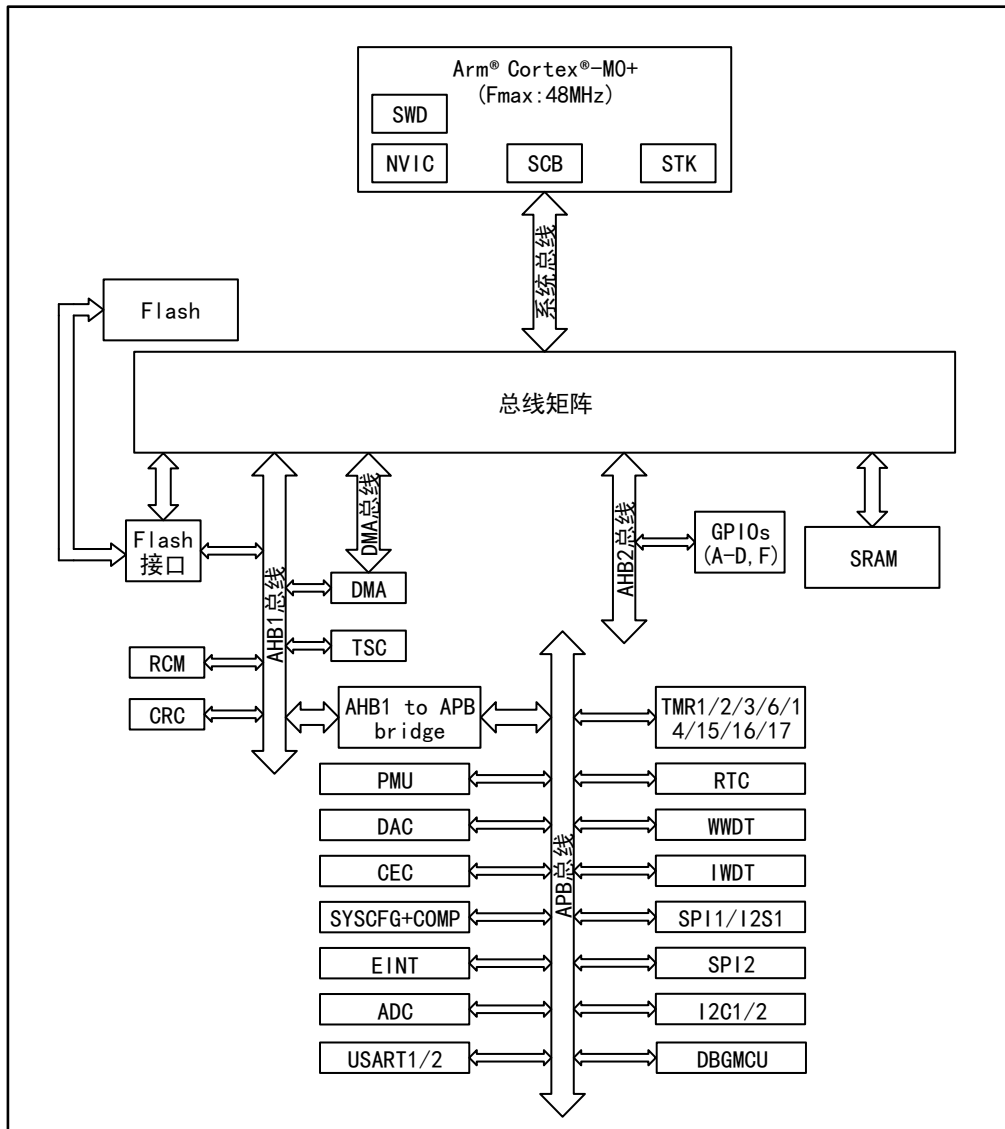 Arm® Cortex®-M0+
(Fmax:48MHz)
SWD
NVIC
SCB
STK
系统总线
Flash
总线矩阵
Flash
接口
AHB1总线
DMA总线
DMA
TSC
RCM
CRC
AHB2总线
GPIOs
(A-D,F)
SRAM
AHB1 to APB
bridge
APB总线
TMR1/2/3/6/1
4/15/16/17
PMU
RTC
DAC
WWDT
CEC
IWDT
SYSCFG+COMP
SPI1/I2S1
EINT
SPI2
ADC
I2C1/2
USART1/2
DBGMCU